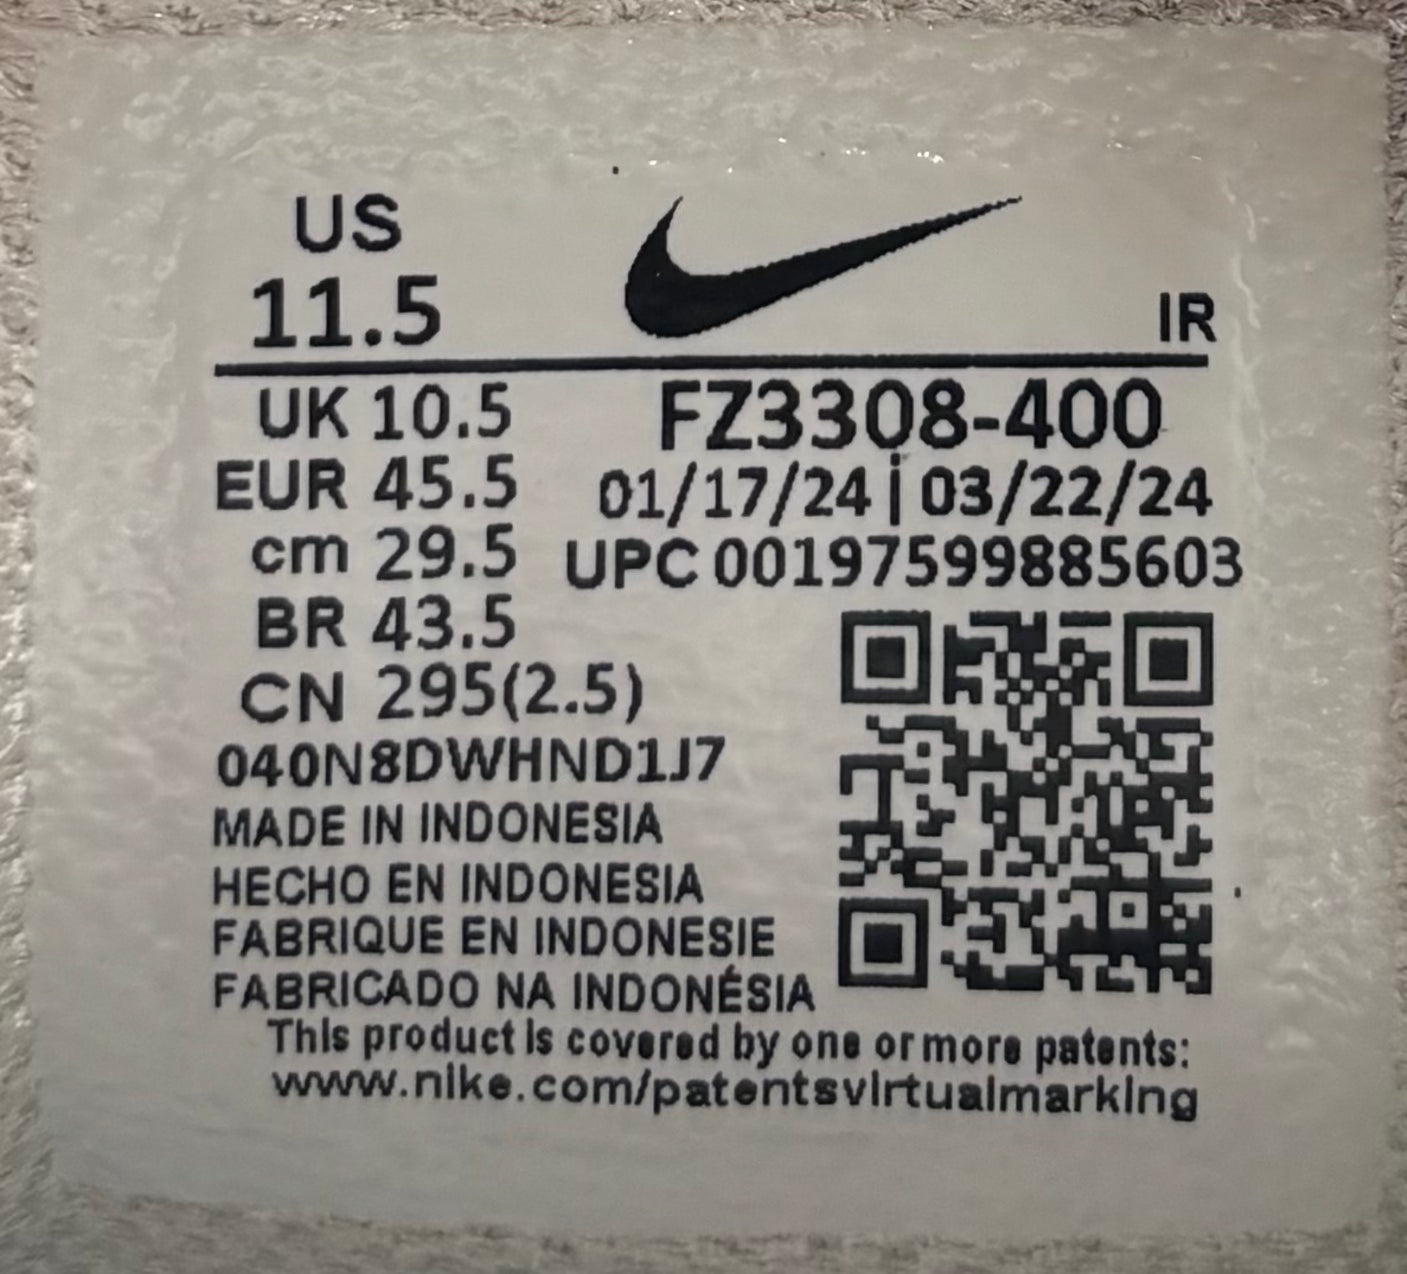 US
11.5
IR
UK 10.5
FZ3308-400
EUR 45.5
01/17/24 | 03/22/24
cm 29.5
UPC 00197599885603
BR 43.5
CN 295(2.5)
040N8DWHND1J7
MADE IN INDONESIA
HECHO EN INDONESIA
FABRIQUE EN INDONESIE
FABRICADO NA INDONÉSIA
This product is covered by one or more patents:
www.nike.com/patentsvirtualmarking